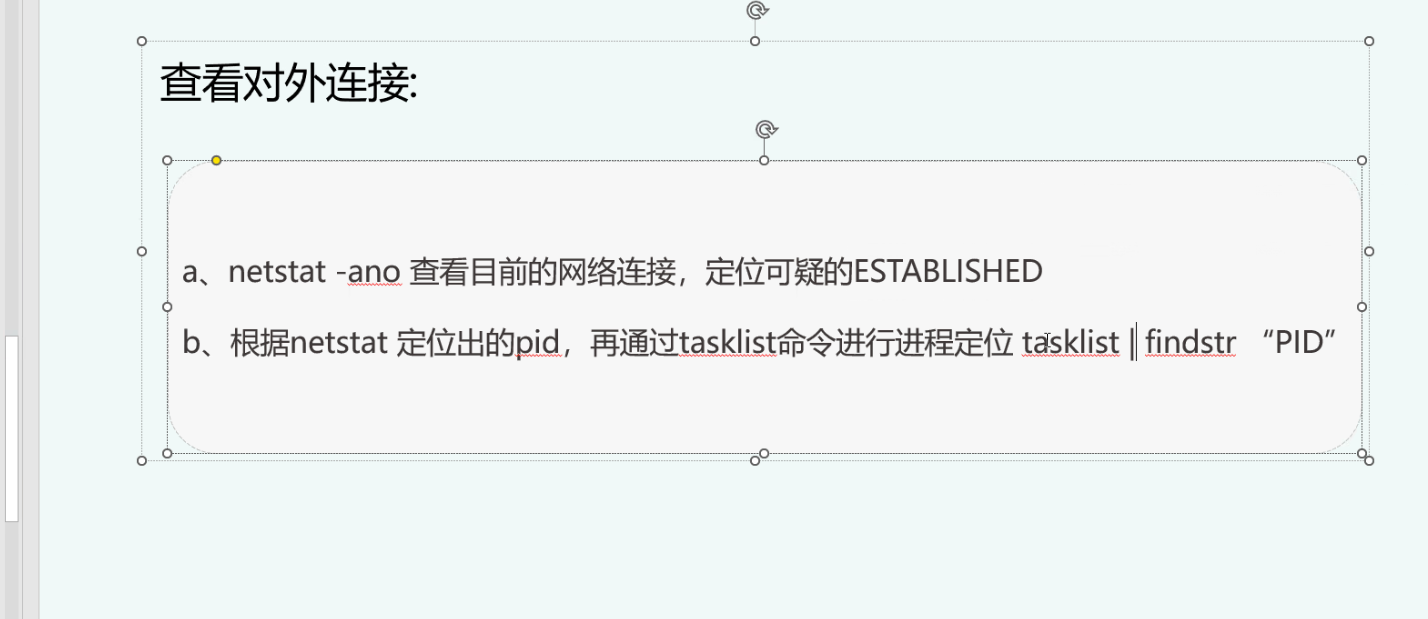 查看对外连接:
a、netstat -ano 查看目前的网络连接，定位可疑的ESTABLISHED
b、根据netstat 定位出的pid，再通过tasklist命令进行进程定位 tasklist | findstr “PID”